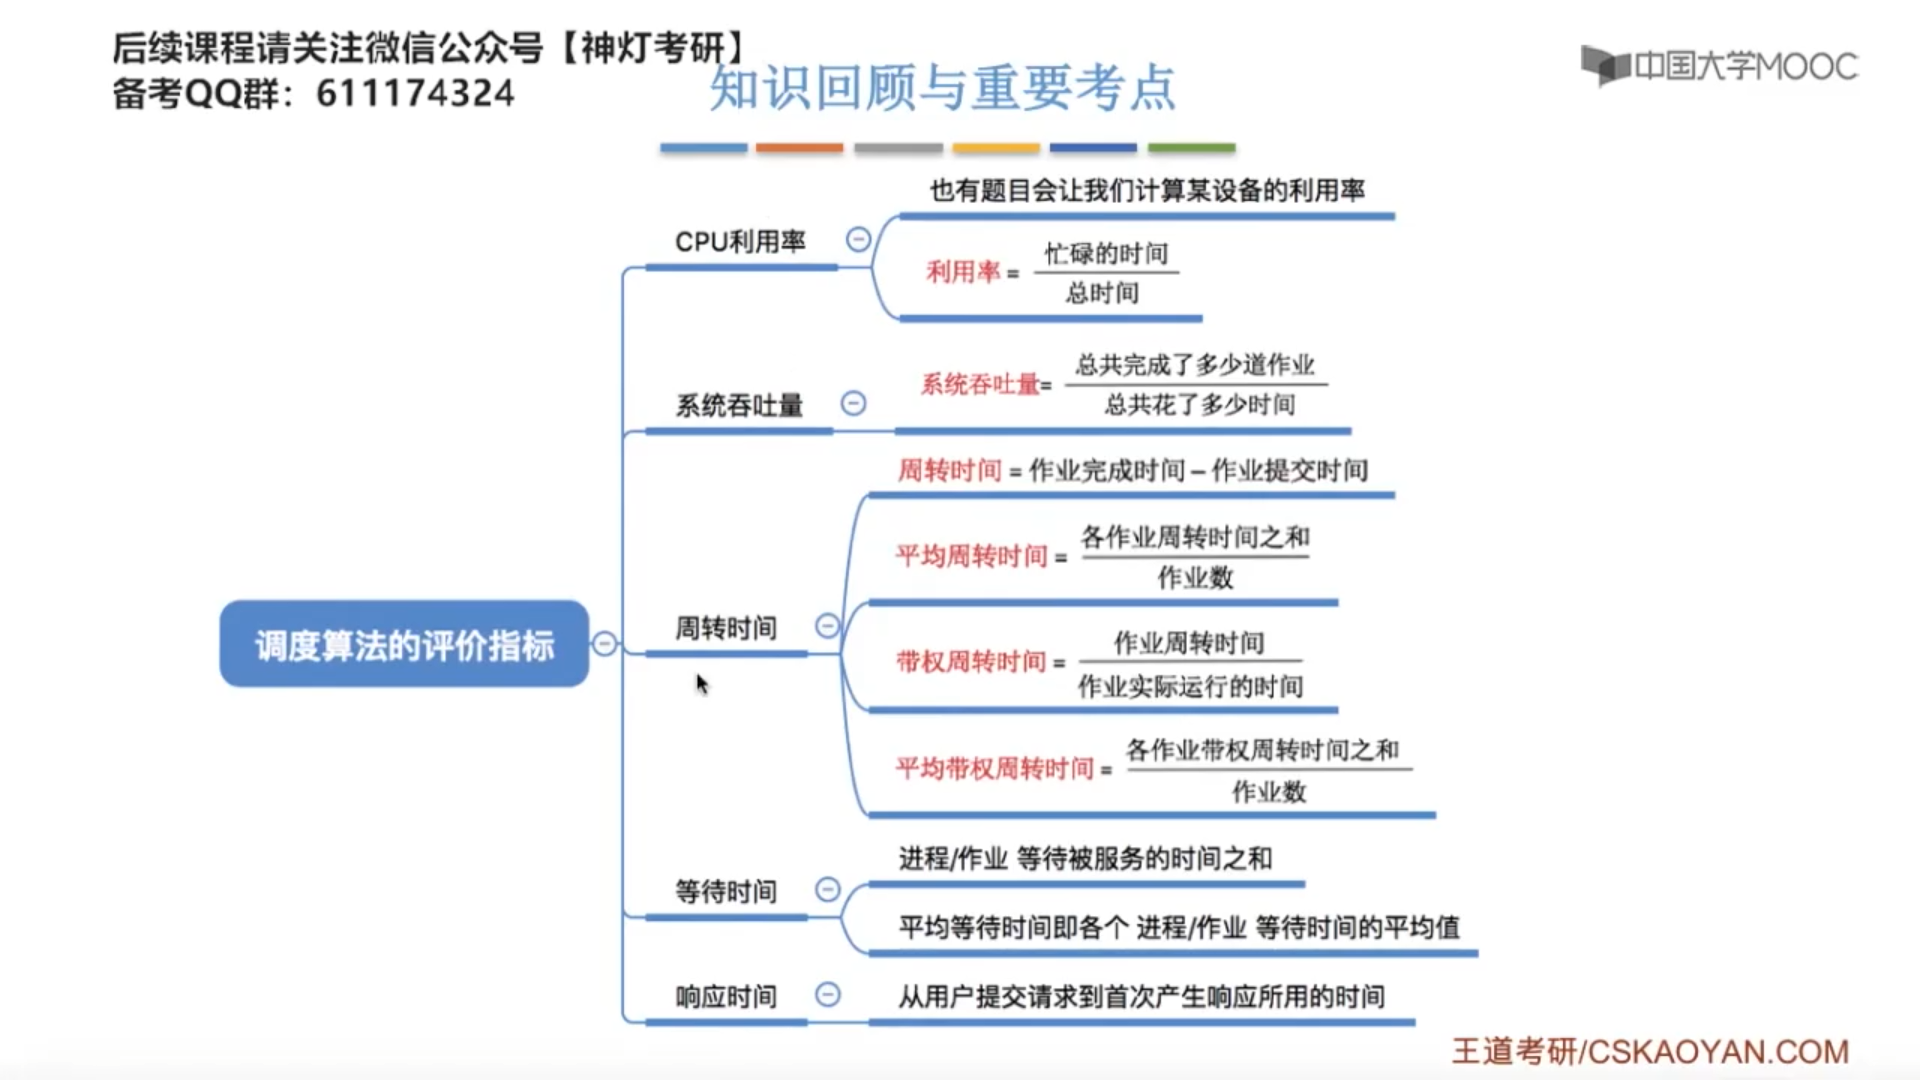 后续课程请关注微信公众号【神灯考研】
备考QQ群：611174324
知识回顾与重要考点
中国大学MOOC
调度算法的评价指标
CPU利用率
也有题目会让我们计算某设备的利用率
利用率 = 忙碌的时间
总时间
系统吞吐量
系统吞吐量= 总共完成了多少道作业
总共花了多少时间
周转时间
周转时间 = 作业完成时间 – 作业提交时间
平均周转时间 = 各作业周转时间之和
作业数
带权周转时间 = 作业周转时间
作业实际运行的时间
平均带权周转时间 = 各作业带权周转时间之和
作业数
等待时间
进程/作业 等待被服务的时间之和
平均等待时间即各个 进程/作业 等待时间的平均值
响应时间
从用户提交请求到首次产生响应所用的时间
王道考研/CSKAOYAN.COM